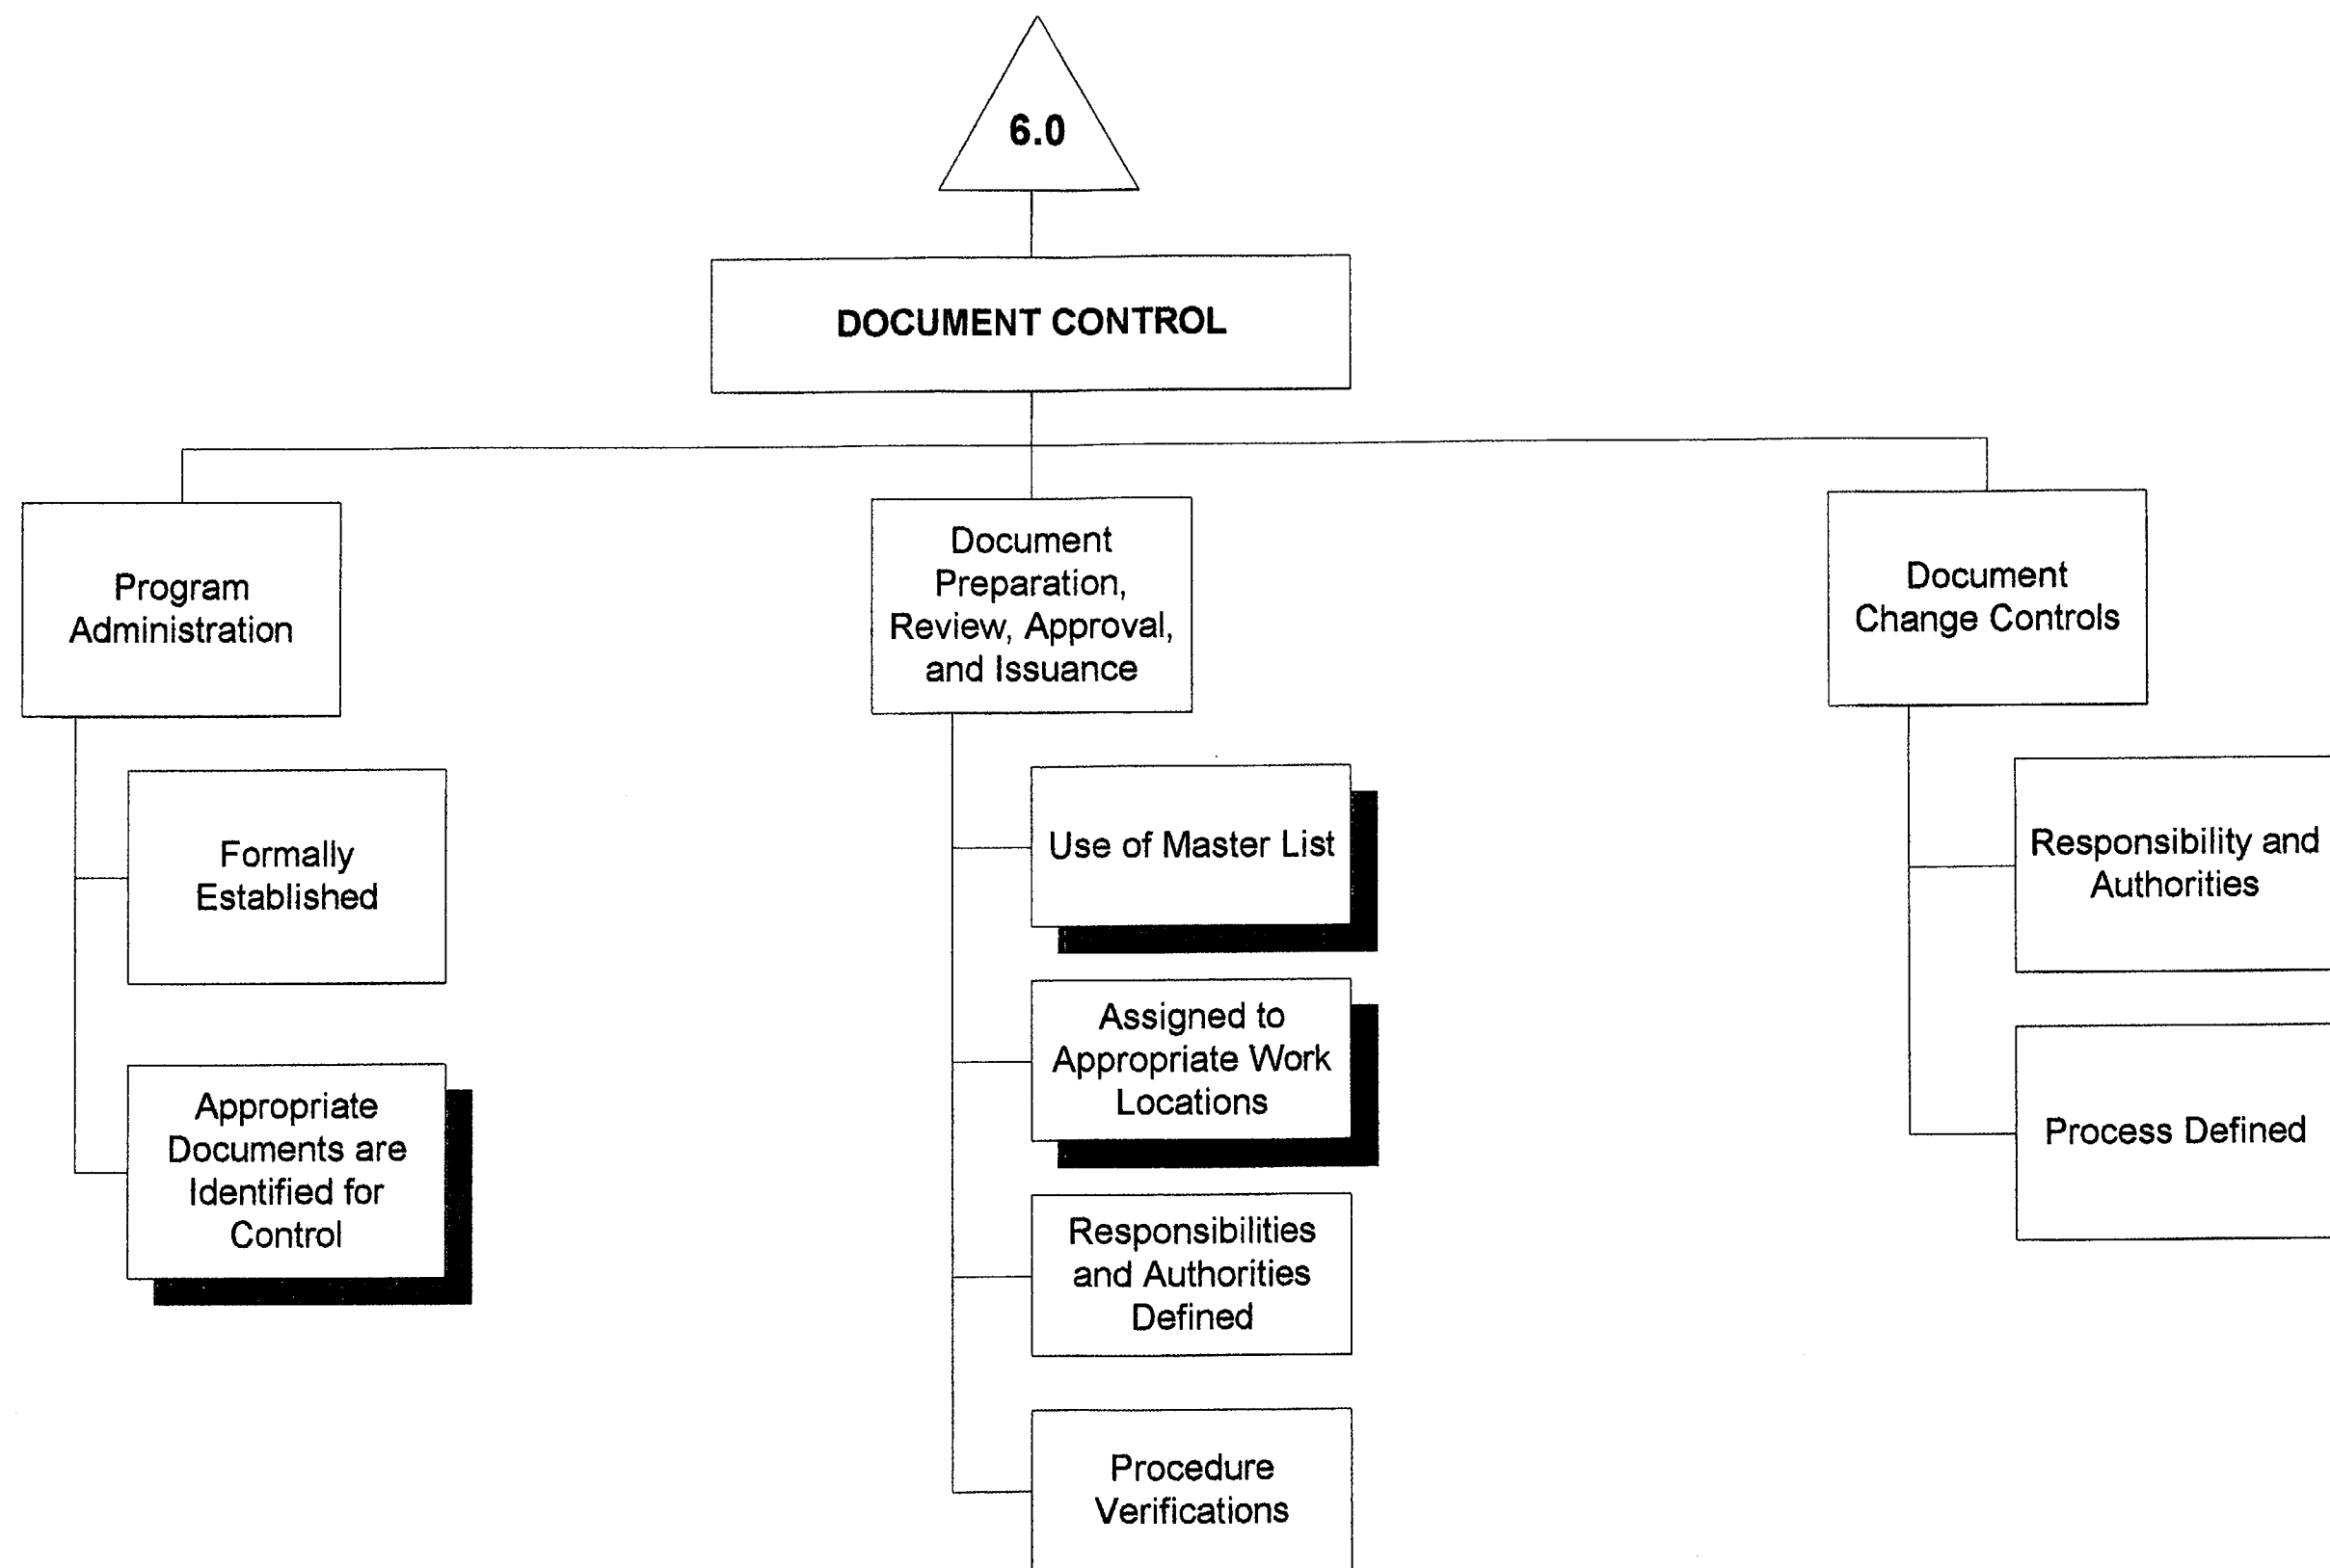 6.0
DOCUMENT CONTROL
Program
Administration
Formally
Established
Appropriate
Documents are
Identified for
Control
Document
Preparation,
Review, Approval,
and Issuance
Use of Master List
Assigned to
Appropriate Work
Locations
Responsibilities
and Authorities
Defined
Procedure
Verifications
Document
Change Controls
Responsibility and
Authorities
Process Defined